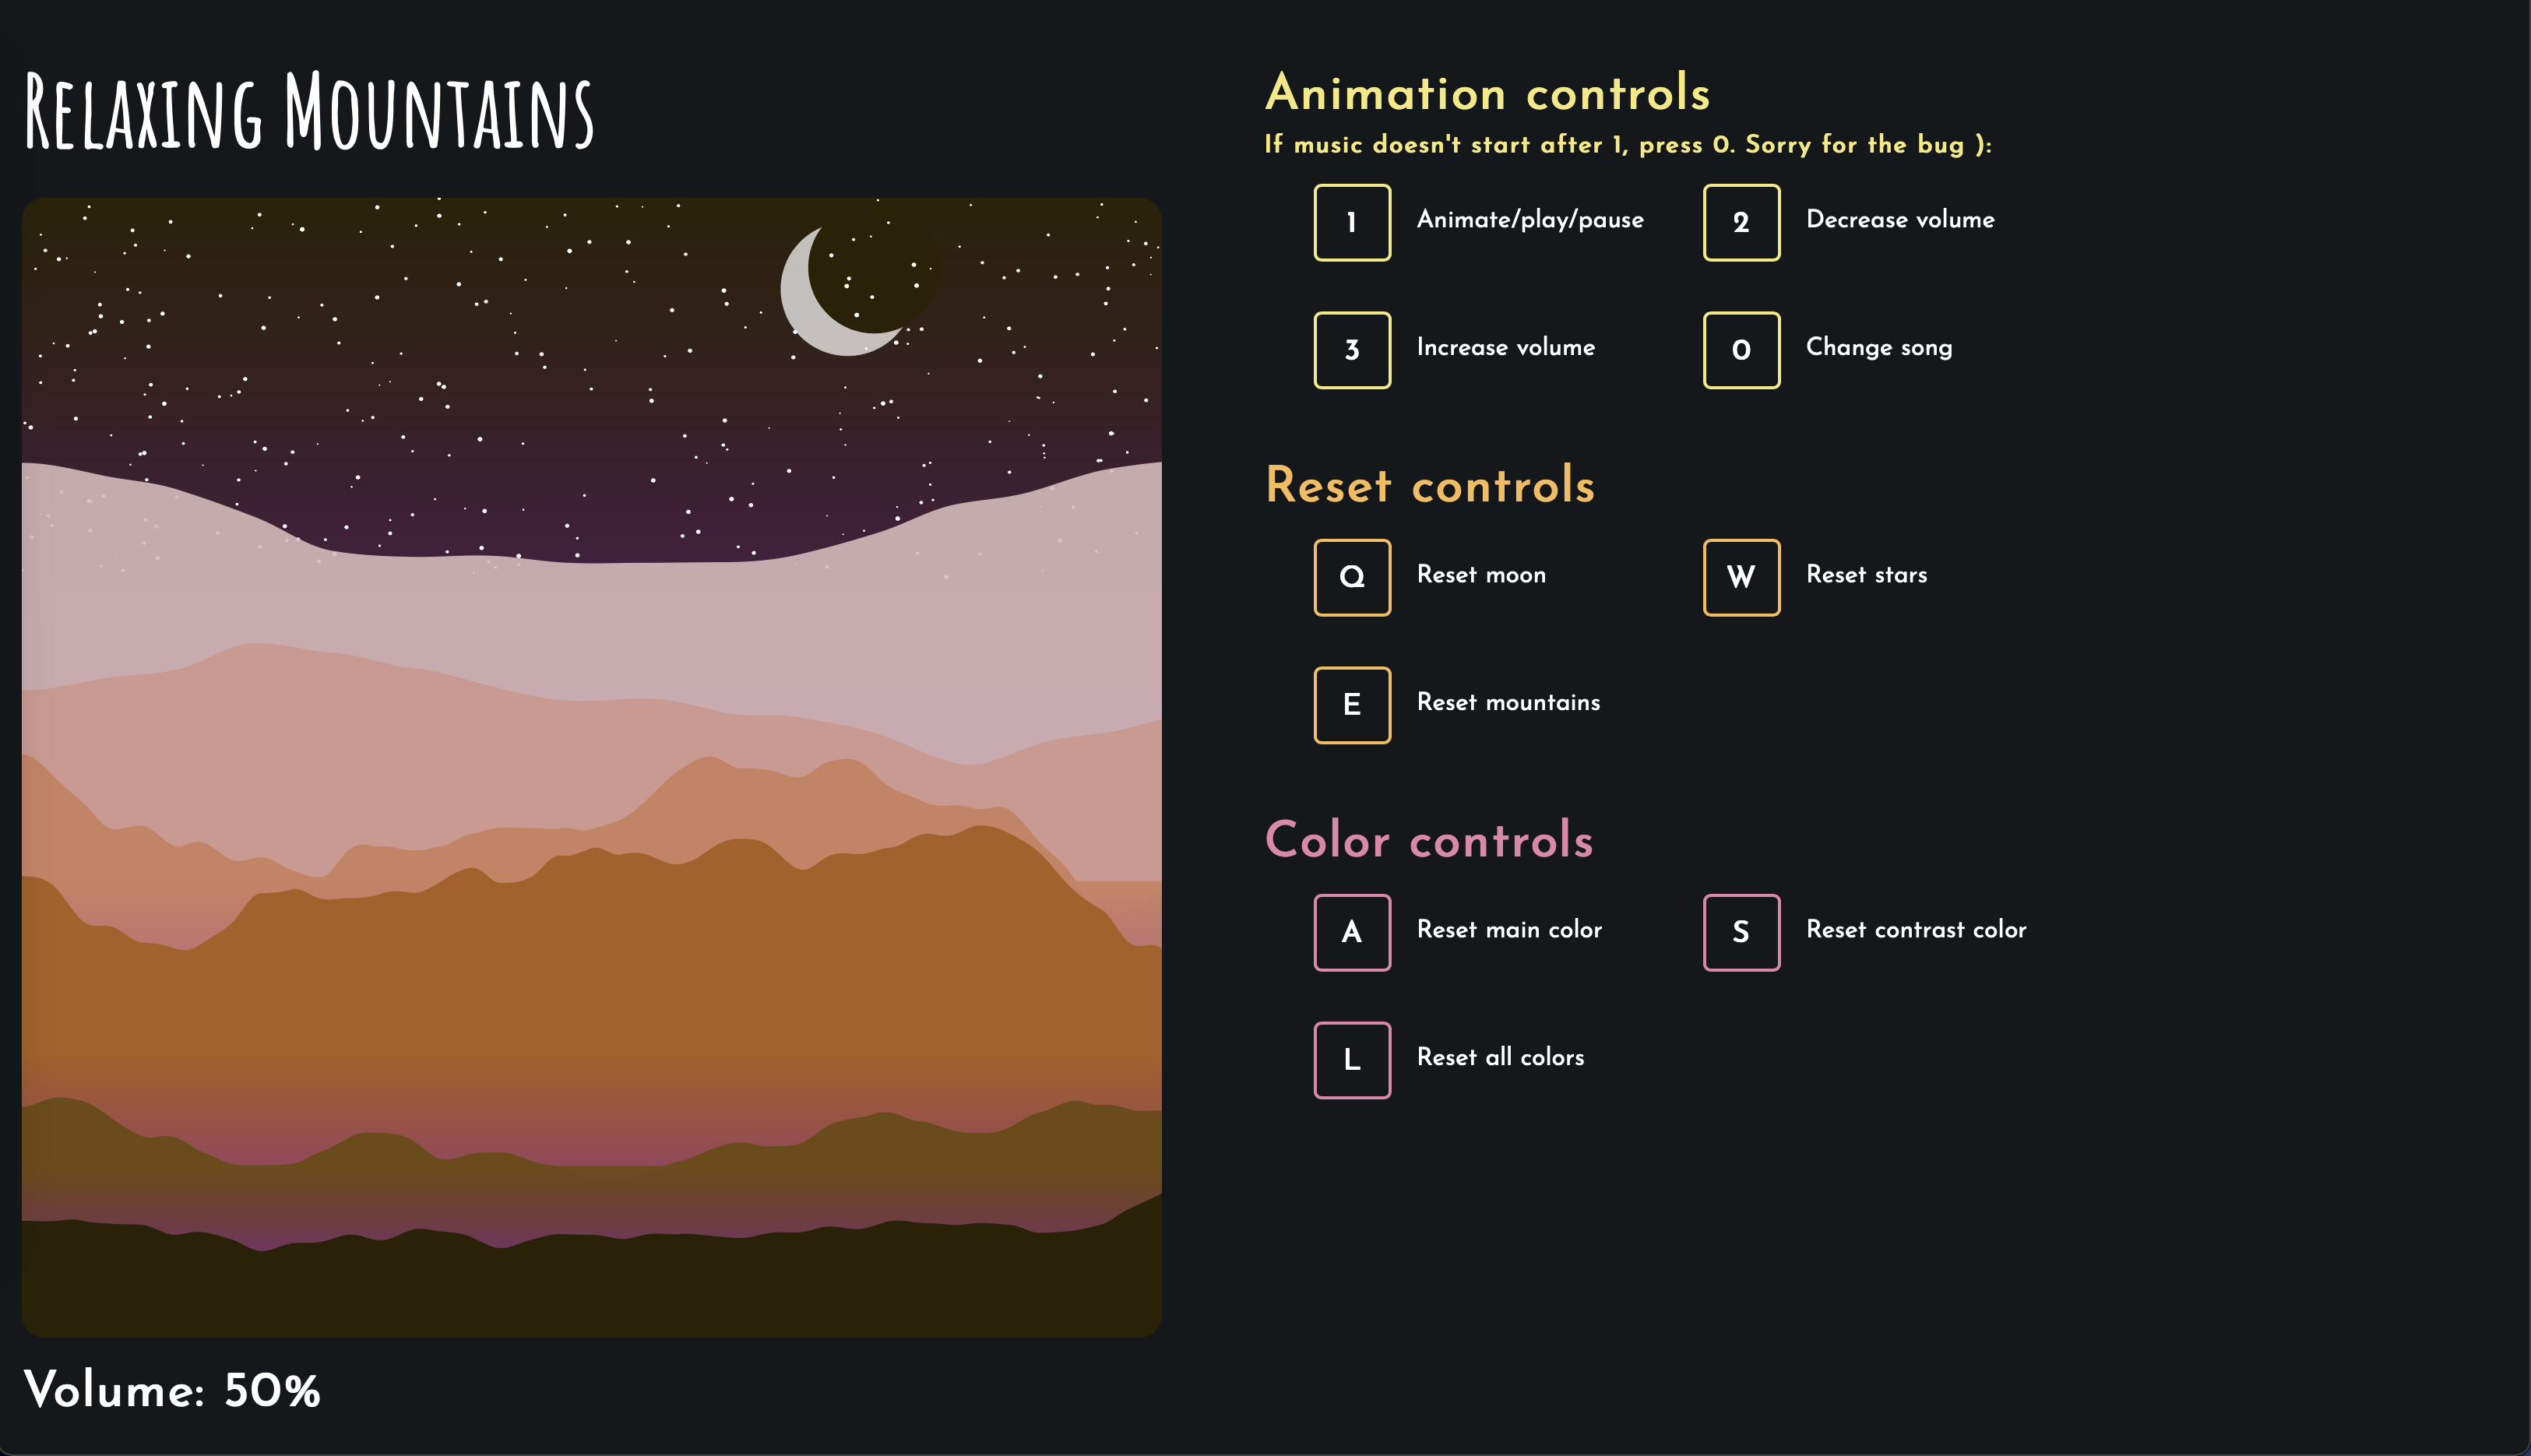 Relaxing Mountains
Animation controls
If music doesn't start after 1, press 0. Sorry for the bug ):
1 Animate/play/pause 2 Decrease volume
3 Increase volume 0 Change song
Reset controls
Q Reset moon W Reset stars
E Reset mountains
Color controls
A Reset main color S Reset contrast color
L Reset all colors
Volume: 50%